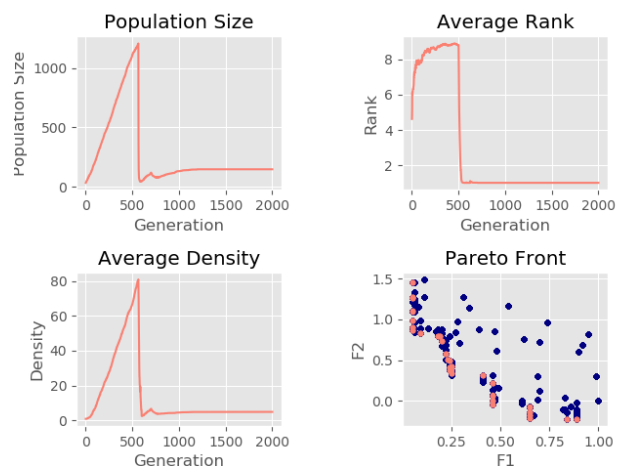 Population Size
Population Size
1000
500
0
0 500 1000 1500 2000
Generation
Average Rank
Rank
8
6
4
2
0 500 1000 1500 2000
Generation
Average Density
Density
80
60
40
20
0
0 500 1000 1500 2000
Generation
Pareto Front
F2
1.5
1.0
0.5
0.0
0.25 0.50 0.75 1.00
F1